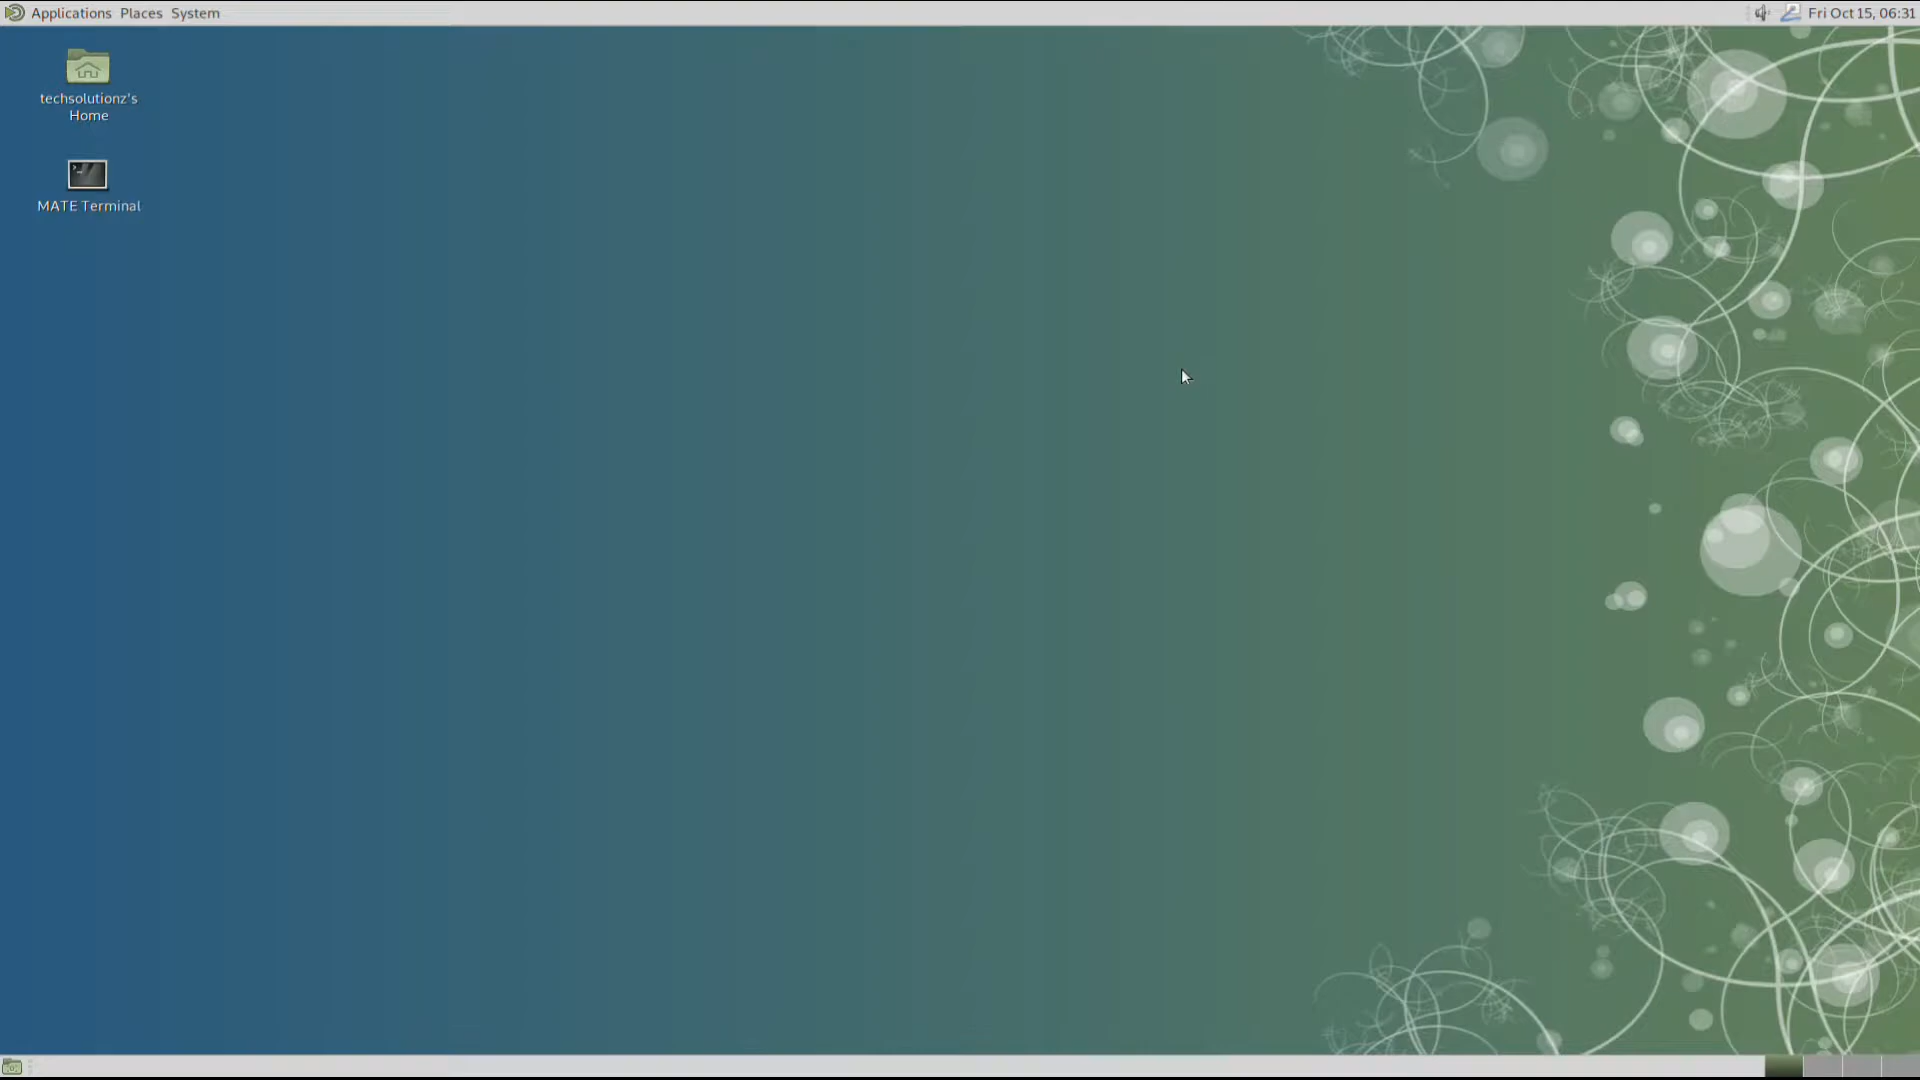 Applications Places System
Fri Oct 15, 06:31
techsolutionz's
Home
MATE Terminal